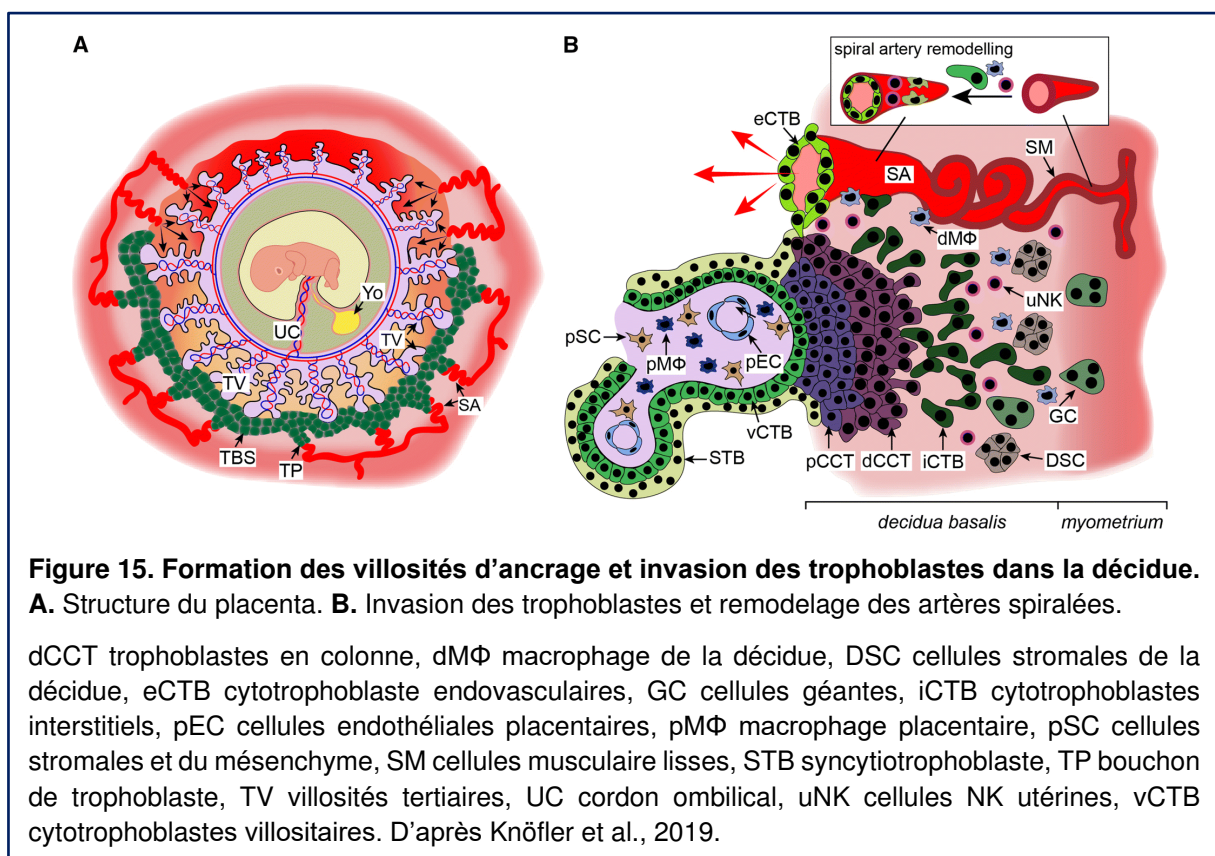 A
B
spiral artery remodelling
eCTB
SM
SA
dMΦ
Yo
UC
uNK
TV
pSC
pMΦ
pEC
TV
SA
GC
vCTB
TBS
TP
STB
pCCT
dCCT
iCTB
DSC
decidua basalis
myometrium
Figure 15. Formation des villosités d’ancrage et invasion des trophoblastes dans la décidue.
A. Structure du placenta. B. Invasion des trophoblastes et remodelage des artères spiralées.
dCCT trophoblastes en colonne, dMΦ macrophage de la décidue, DSC cellules stromales de la
décidue, eCTB cytotrophoblaste endovasculaires, GC cellules géantes, iCTB cytotrophoblastes
interstitiels, pEC cellules endothéliales placentaires, pMΦ macrophage placentaire, pSC cellules
stromales et du mésenchyme, SM cellules musculaire lisses, STB syncytiotrophoblaste, TP bouchon
de trophoblaste, TV villosités tertiaires, UC cordon ombilical, uNK cellules NK utérines, vCTB
cytotrophoblastes villositaires. D’après Knöfler et al., 2019.